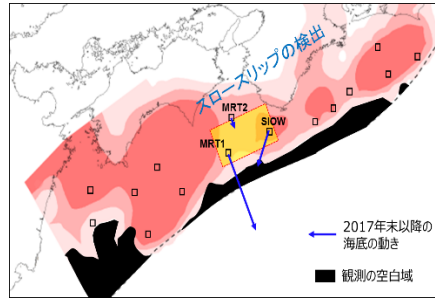 スロースリップの検出
MRT2
SIOW
MRT1
2017年末以降の
海底の動き
観測の空白域